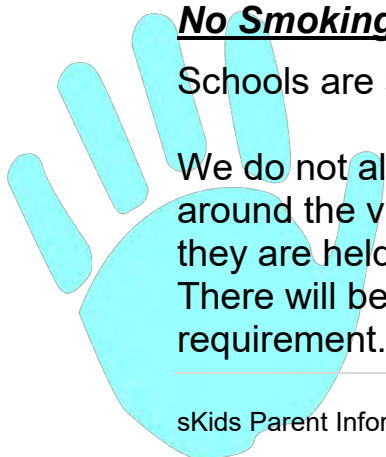 No Smoking
Schools are
We do not al
around the v
they are held
There will be
requirement.
sKids Parent Infor